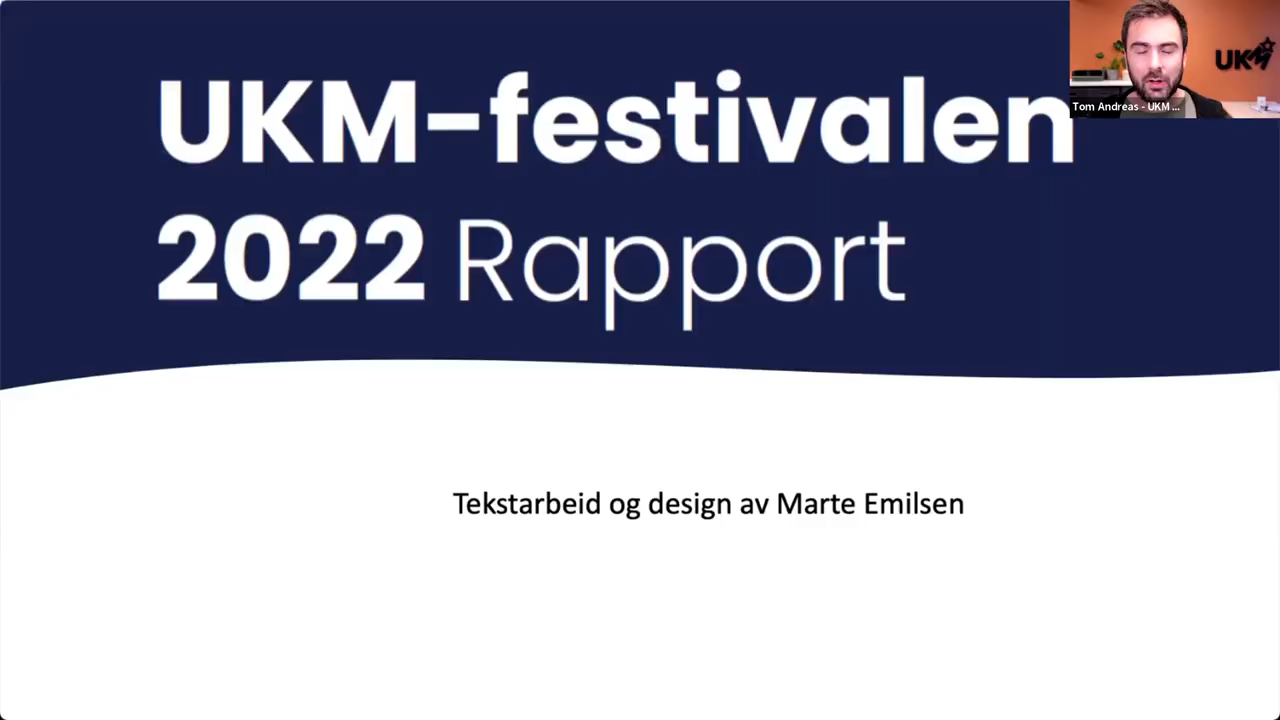 UKM-festivalen
2022 Rapport
UKM
Tom Andreas - UKM ...
Tekstarbeid og design av Marte Emilsen